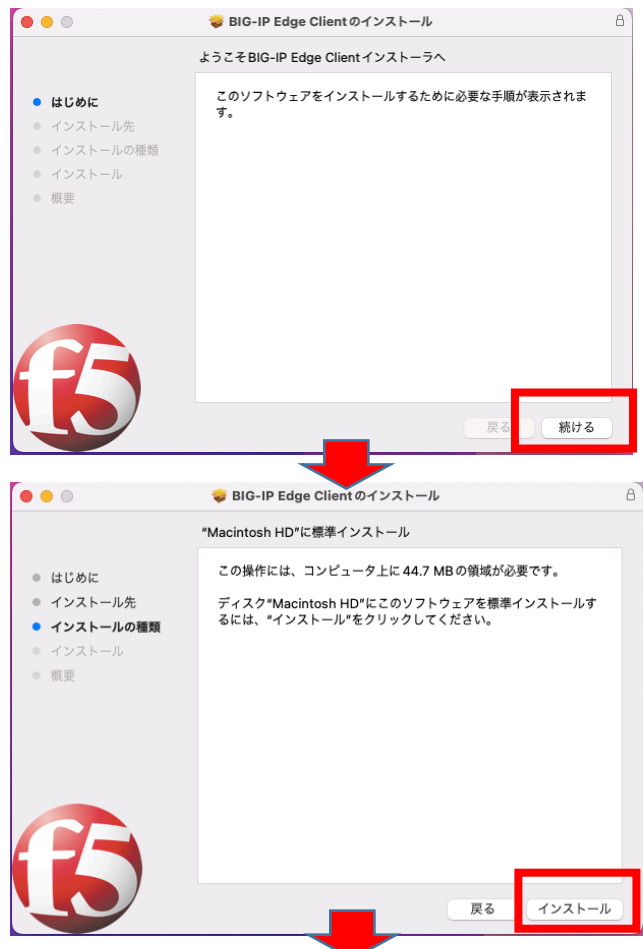 BIG-IP Edge Clientのインストール
ようこそBIG-IP Edge Clientインストーラへ
はじめに
インストール先
インストールの種類
インストール
概要
このソフトウェアをインストールするために必要な手順が表示されま
す。
f5
戻る
続ける
BIG-IP Edge Clientのインストール
“Macintosh HD”に標準インストール
はじめに
インストール先
インストールの種類
インストール
概要
この操作には、コンピュータ上に44.7 MBの領域が必要です。
ディスク“Macintosh HD”にこのソフトウェアを標準インストールす
るには、“インストール”をクリックしてください。
f5
戻る
インストール